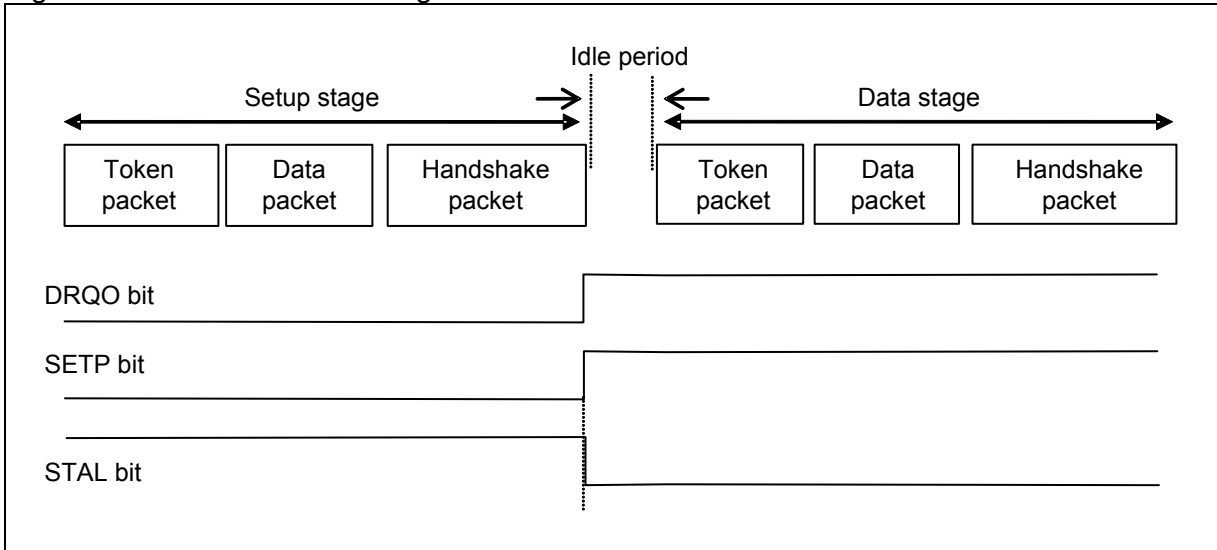 Idle period
Setup stage
Data stage
Token
packet
Data
packet
Handshake
packet
Token
packet
Data
packet
Handshake
packet
DRQO bit
SETP bit
STAL bit